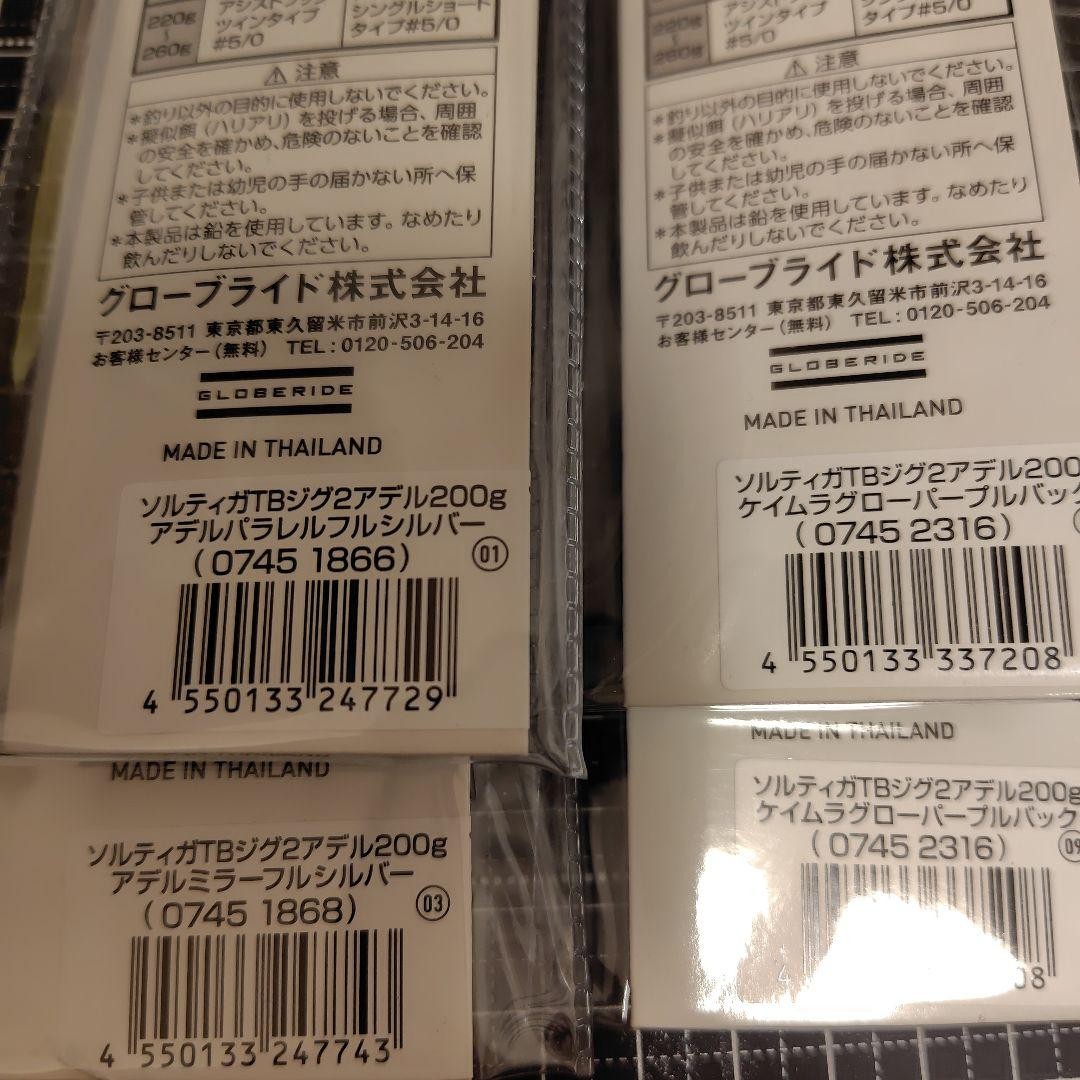 220g
~
260g
ツインタイプ
#5/0
シングルショート
タイプ#5/0
⚠ 注意
*釣り以外の目的に使用しないでください。
*擬似餌（ハリアリ）を投げる場合、周囲
の安全を確かめ、危険のないことを確認
してください。
*子供または幼児の手の届かない所へ保
管してください。
*本製品は鉛を使用しています。なめたり
飲んだりしないでください。
グローブライド株式会社
〒203-8511 東京都東久留米市前沢3-14-16
お客様センター（無料） TEL：0120-506-204
GLOBERIDE
MADE IN THAILAND
ソルティガTBジグ2アデル200g
アデルパラレルフルシルバー
（0745 1866） 01
4 550133 247729
MADE IN THAILAND
ソルティガTBジグ2アデル200g
アデルミラーフルシルバー
（0745 1868） 03
4 550133 247743
220g
~
260g
ツインタイプ
#5/0
シングルショート
タイプ#5/0
⚠ 注意
*釣り以外の目的に使用しないでください。
*擬似餌（ハリアリ）を投げる場合、周囲
の安全を確かめ、危険のないことを確認
してください。
*子供または幼児の手の届かない所へ保
管してください。
*本製品は鉛を使用しています。なめたり
飲んだりしないでください。
グローブライド株式会社
〒203-8511 東京都東久留米市前沢3-14-16
お客様センター（無料） TEL：0120-506-204
GLOBERIDE
MADE IN THAILAND
ソルティガTBジグ2アデル200
ケイムラグローパープルバック
（0745 2316）
4 550133 337208
MADE IN THAILAND
ソルティガTBジグ2アデル200g
ケイムラグローパープルバック
（0745 2316） 09
4 08